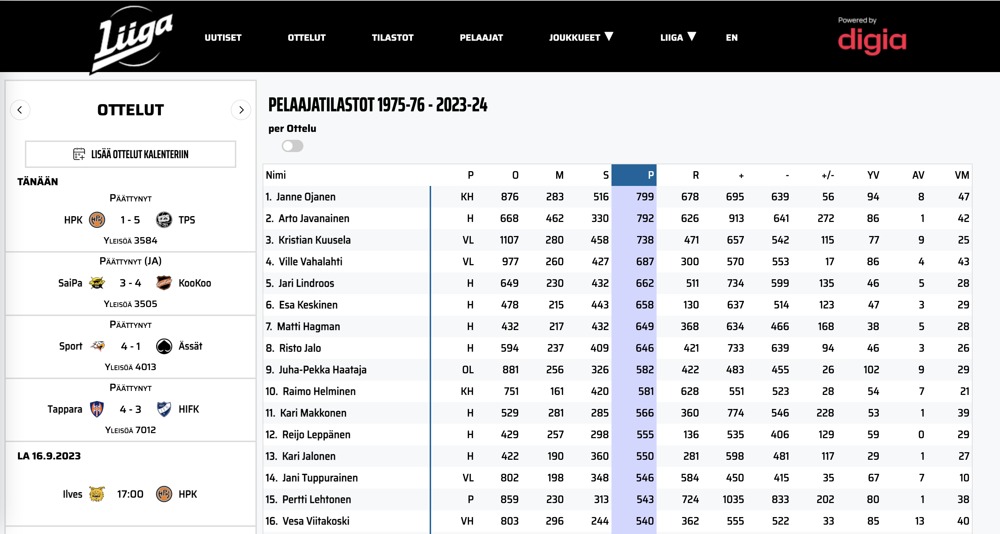 Liiga
UUTISET OTTELUT TILASTOT PELAAJAT JOUKKUEET ▼ LIIGA ▼ EN
Powered by
digia
OTTELUT
LISÄÄ OTTELUT KALENTERIIN
TÄNÄÄN
PÄÄTTYNYT
HPK HPK 1 - 5 TPS 1922 TPS
YLEISÖÄ 3584
PÄÄTTYNYT (JA)
SaiPa SaiPa 3 - 4 KooKoo
YLEISÖÄ 3505
PÄÄTTYNYT
Sport 4 - 1 Ässät
YLEISÖÄ 4013
PÄÄTTYNYT
Tappara 4 - 3 1897 IFK HIFK
YLEISÖÄ 7012
LA 16.9.2023
Ilves 17:00 HPK HPK
PELAAJATILASTOT 1975-76 - 2023-24
per Ottelu
Nimi P O M S P R + - +/- YV AV VM
1. Janne Ojanen KH 876 283 516 799 678 695 639 56 94 8 47
2. Arto Javanainen H 668 462 330 792 626 913 641 272 86 1 42
3. Kristian Kuusela VL 1107 280 458 738 471 657 542 115 77 9 25
4. Ville Vahalahti VL 977 260 427 687 300 570 553 17 86 4 43
5. Jari Lindroos H 649 230 432 662 511 734 599 135 46 5 28
6. Esa Keskinen H 478 215 443 658 130 637 514 123 47 3 29
7. Matti Hagman H 432 217 432 649 368 634 466 168 38 5 28
8. Risto Jalo H 594 237 409 646 421 733 639 94 46 3 26
9. Juha-Pekka Haataja OL 881 256 326 582 422 483 455 26 102 9 29
10. Raimo Helminen KH 751 161 420 581 628 551 523 28 54 7 21
11. Kari Makkonen H 529 281 285 566 360 774 546 228 53 1 39
12. Reijo Leppänen H 429 257 298 555 136 535 406 129 59 0 29
13. Kari Jalonen H 422 190 360 550 281 598 481 117 29 1 27
14. Jani Tuppurainen VL 802 198 348 546 584 450 415 35 67 7 10
15. Pertti Lehtonen P 859 230 313 543 724 1035 833 202 80 1 38
16. Vesa Viitakoski VH 803 296 244 540 362 555 522 33 85 13 40